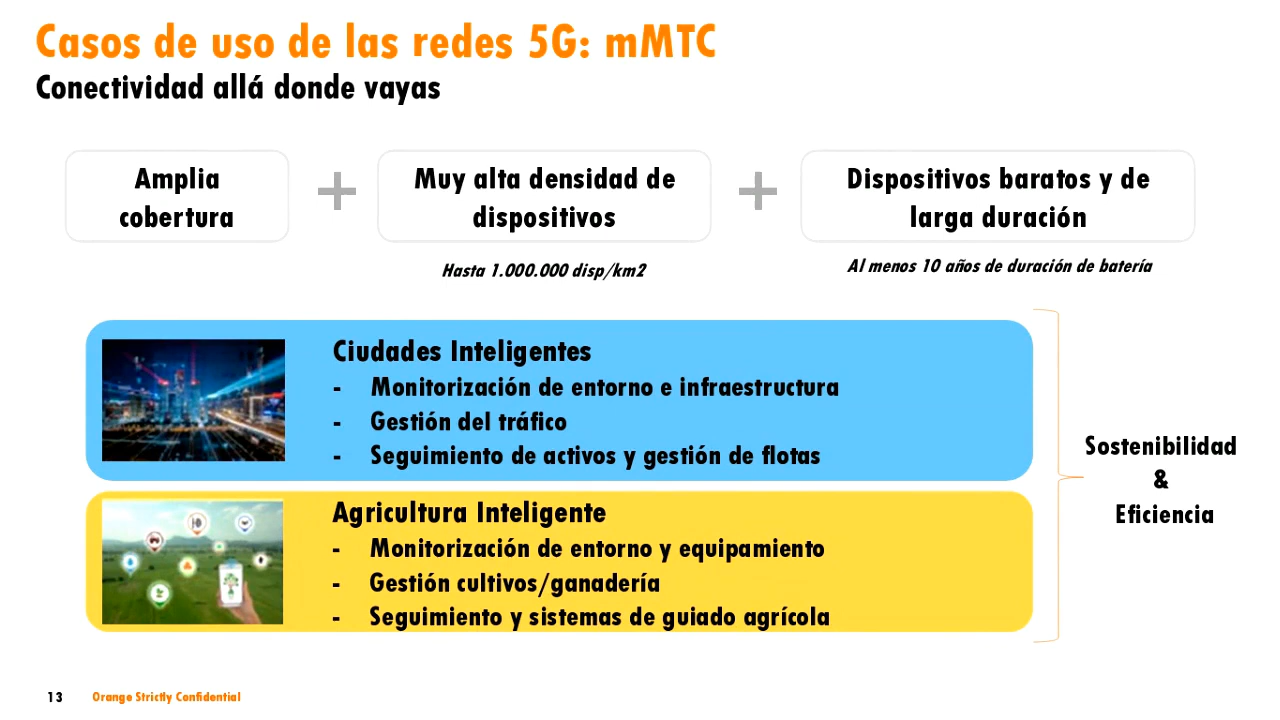 Casos de uso de las redes 5G: mMTC
Conectividad allá donde vayas
Amplia
cobertura
+
Muy alta densidad de
dispositivos
+
Dispositivos baratos y de
larga duración
Hasta 1.000.000 disp/km2
Al menos 10 años de duración de batería
Ciudades Inteligentes
- Monitorización de entorno e infraestructura
- Gestión del tráfico
- Seguimiento de activos y gestión de flotas
Agricultura Inteligente
- Monitorización de entorno y equipamiento
- Gestión cultivos/ganadería
- Seguimiento y sistemas de guiado agrícola
Sostenibilidad
&
Eficiencia
13 Orange Strictly Confidential